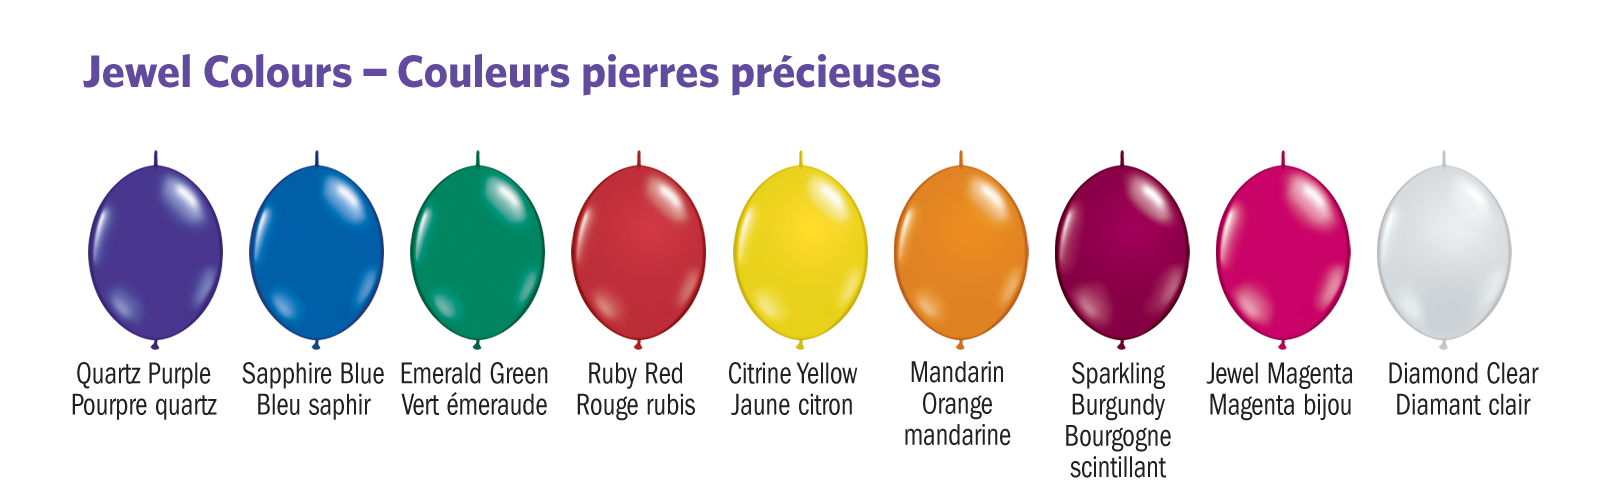 Jewel Colours – Couleurs pierres précieuses
Quartz Purple
Pourpre quartz
Sapphire Blue
Bleu saphir
Emerald Green
Vert émeraude
Ruby Red
Rouge rubis
Citrine Yellow
Jaune citron
Mandarin
Orange
mandarine
Sparkling
Burgundy
Bourgogne
scintillant
Jewel Magenta
Magenta bijou
Diamond Clear
Diamant clair